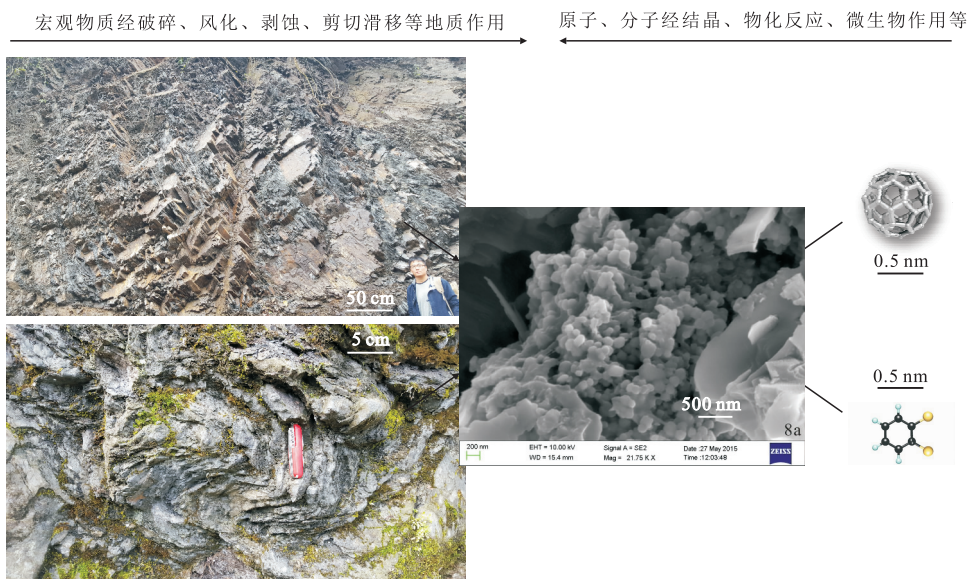 宏观物质经破碎、风化、剥蚀、剪切滑移等地质作用
原子、分子经结晶、物化反应、微生物作用等
50 cm
5 cm
500 nm
8a
200 nm
EHT = 10.00 kV
WD = 15.4 mm
Signal A = SE2
Mag = 21.75 K X
Date :27 May 2015
Time :12:03:48
ZEISS
0.5 nm
0.5 nm